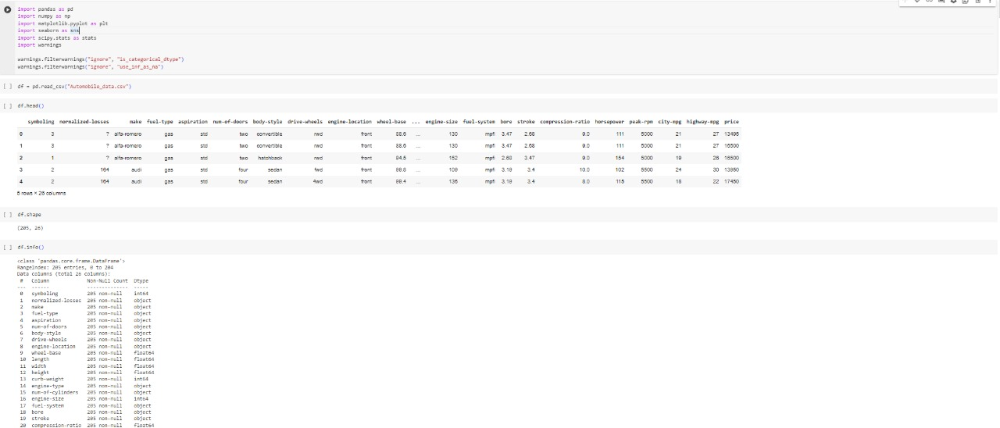 import pandas as pd
import numpy as np
import matplotlib.pyplot as plt
import seaborn as sns
import scipy.stats as stats
import warnings
warnings.filterwarnings("ignore", "is_categorical_dtype")
warnings.filterwarnings("ignore", "use_inf_as_na")
[ ] df = pd.read_csv("Automobile_data.csv")
[ ] df.head()
symboling normalized-losses make fuel-type aspiration num-of-doors body-style drive-wheels engine-location wheel-base ... engine-size fuel-system bore stroke compression-ratio horsepower peak-rpm city-mpg highway-mpg price
0 3 ? alfa-romero gas std two convertible rwd front 88.6 ... 130 mpfi 3.47 2.68 9.0 111 5000 21 27 13495
1 3 ? alfa-romero gas std two convertible rwd front 88.6 ... 130 mpfi 3.47 2.68 9.0 111 5000 21 27 16500
2 1 ? alfa-romero gas std two hatchback rwd front 94.5 ... 152 mpfi 2.68 3.47 9.0 154 5000 19 26 16500
3 2 164 audi gas std four sedan fwd front 99.8 ... 109 mpfi 3.19 3.4 10.0 102 5500 24 30 13950
4 2 164 audi gas std four sedan 4wd front 99.4 ... 136 mpfi 3.19 3.4 8.0 115 5500 18 22 17450
5 rows × 26 columns
[ ] df.shape
(205, 26)
[ ] df.info()
<class 'pandas.core.frame.DataFrame'>
RangeIndex: 205 entries, 0 to 204
Data columns (total 26 columns):
# Column Non-Null Count Dtype
--- ------ -------------- -----
0 symboling 205 non-null int64
1 normalized-losses 205 non-null object
2 make 205 non-null object
3 fuel-type 205 non-null object
4 aspiration 205 non-null object
5 num-of-doors 205 non-null object
6 body-style 205 non-null object
7 drive-wheels 205 non-null object
8 engine-location 205 non-null object
9 wheel-base 205 non-null float64
10 length 205 non-null float64
11 width 205 non-null float64
12 height 205 non-null float64
13 curb-weight 205 non-null int64
14 engine-type 205 non-null object
15 num-of-cylinders 205 non-null object
16 engine-size 205 non-null int64
17 fuel-system 205 non-null object
18 bore 205 non-null object
19 stroke 205 non-null object
20 compression-ratio 205 non-null float64